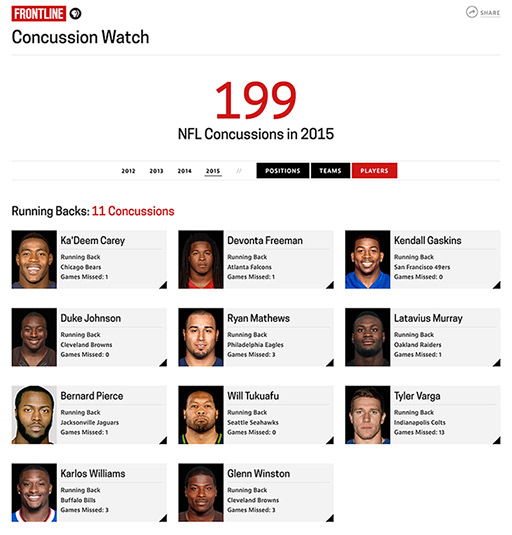 FRONTLINE
SHARE
Concussion Watch
199
NFL Concussions in 2015
2012 2013 2014 2015 // POSITIONS TEAMS PLAYERS
Running Backs: 11 Concussions
Ka'Deem Carey
Running Back
Chicago Bears
Games Missed: 1
Devonta Freeman
Running Back
Atlanta Falcons
Games Missed: 1
Kendall Gaskins
Running Back
San Francisco 49ers
Games Missed: 0
Duke Johnson
Running Back
Cleveland Browns
Games Missed: 0
Ryan Mathews
Running Back
Philadelphia Eagles
Games Missed: 3
Latavius Murray
Running Back
Oakland Raiders
Games Missed: 1
Bernard Pierce
Running Back
Jacksonville Jaguars
Games Missed: 1
Will Tukuafu
Running Back
Seattle Seahawks
Games Missed: 0
Tyler Varga
Running Back
Indianapolis Colts
Games Missed: 13
Karlos Williams
Running Back
Buffalo Bills
Games Missed: 3
Glenn Winston
Running Back
Cleveland Browns
Games Missed: 3